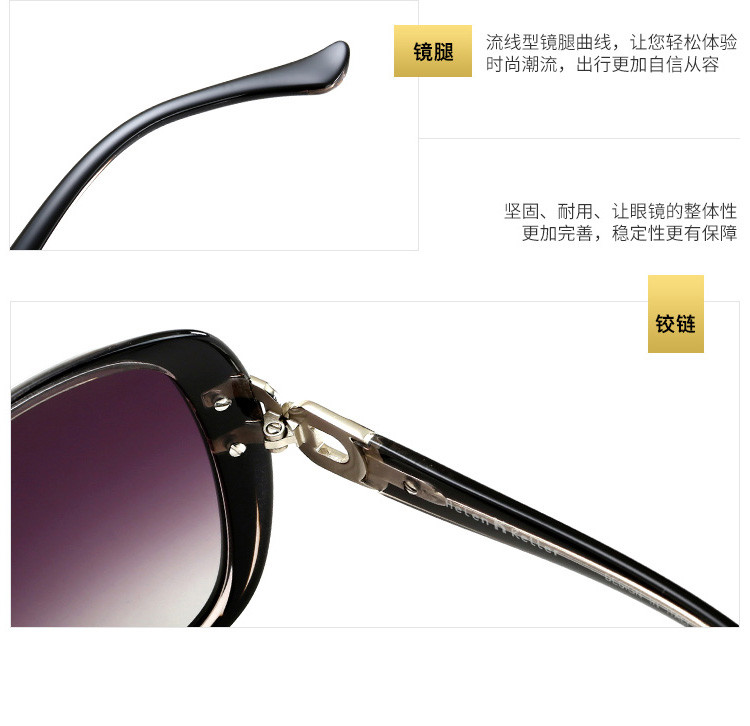 镜腿
流线型镜腿曲线，让您轻松体验
时尚潮流，出行更加自信从容
坚固、耐用、让眼镜的整体性
更加完善，稳定性更有保障
铰链
Helen Keller